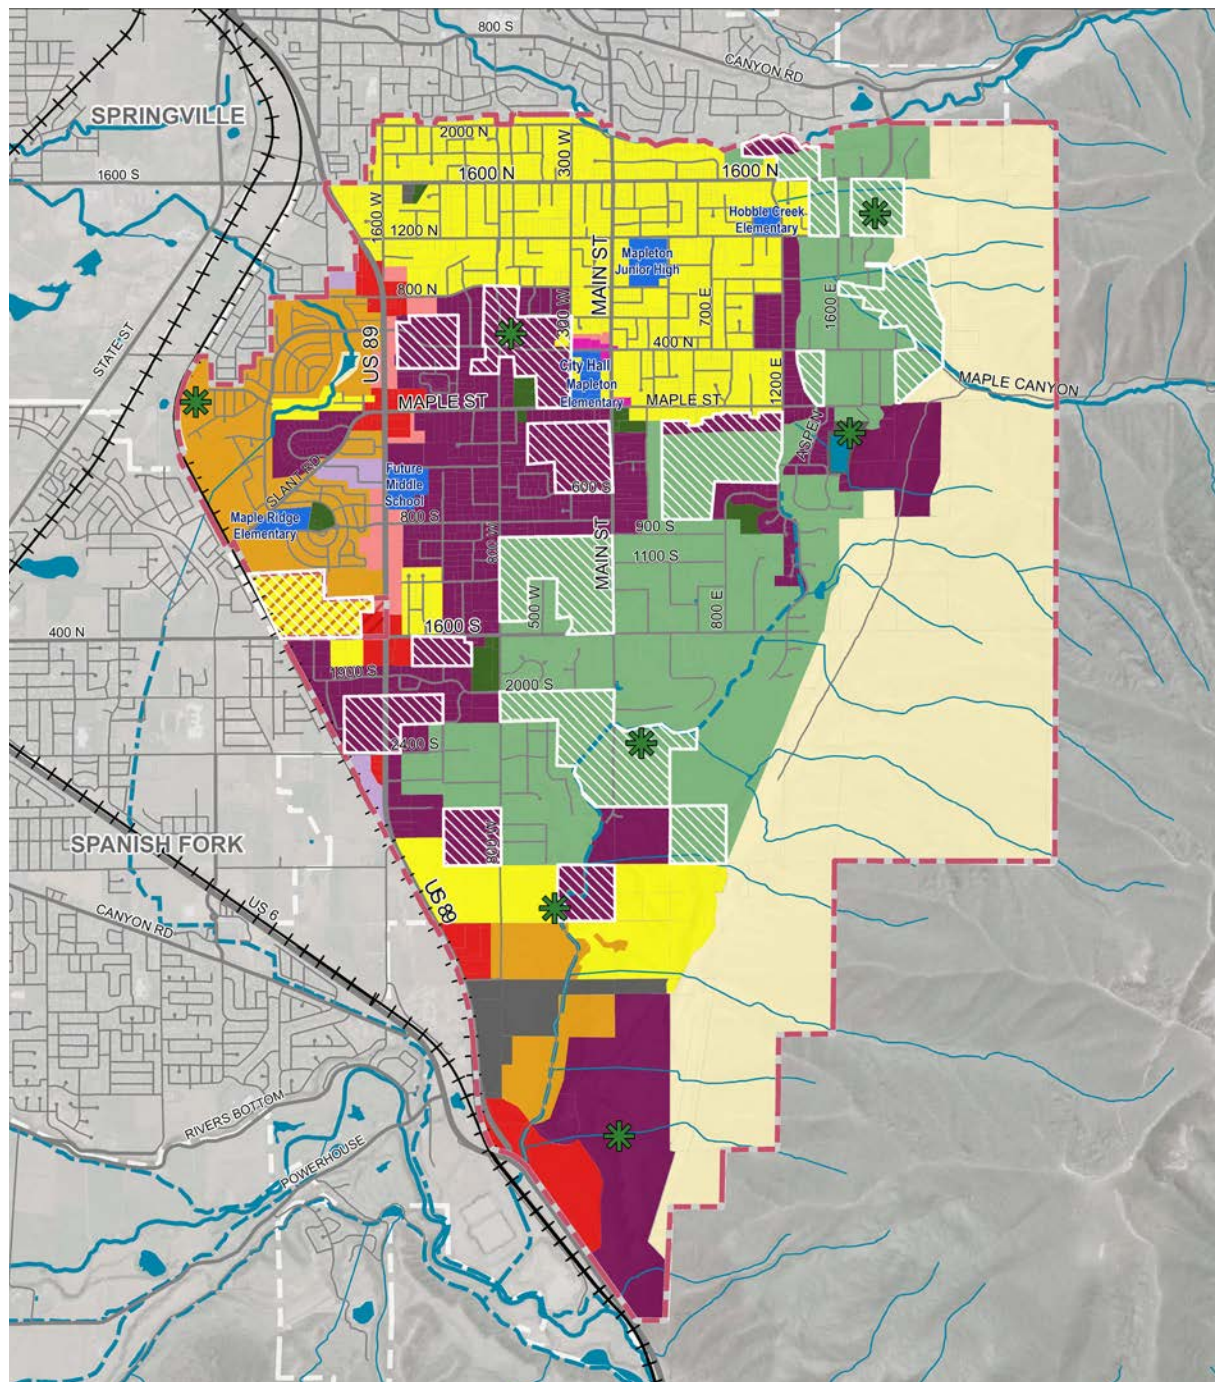 800 S
CANYON RD
SPRINGVILLE
2000 N
300 W
1600 S
1600 N
1600 N
1600 W
1200 N
Hobble Creek
Elementary
MAIN ST
Mapleton
Junior High
800 N
300 W
700 E
1600 E
STATE ST
US 89
400 N
City Hall
Mapleton
Elementary
1200 E
MAPLE CANYON
MAPLE ST
MAPLE ST
ASPEN
SLANT RD
Future
Middle
School
600 S
Maple Ridge
Elementary
800 S
800 W
MAIN ST
900 S
1100 S
500 W
800 E
400 N
1600 S
1900 S
2000 S
2400 S
SPANISH FORK
800 W
US 89
US 6
CANYON RD
RIVERS BOTTOM
POWERHOUSE